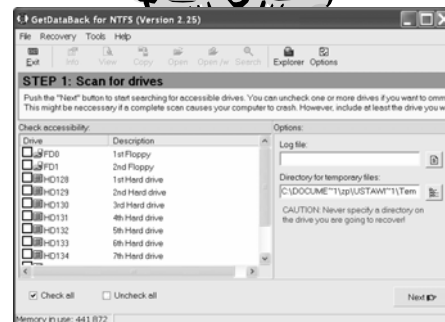 GetDataBack for NTFS (Version 2.25)
File Recovery Tools Help
Exit Info View Copy Open Open /w Search Explorer Options
STEP 1: Scan for drives
Push the "Next" button to start searching for accessible drives. You can uncheck one or more drives if you want to omm
This might be neccessary if a complete scan causes your computer to crash. However, include at least the drive you w
Check accessibility:
Drive Description
FD0 1st Floppy
FD1 2nd Floppy
HD128 1st Hard drive
HD129 2nd Hard drive
HD130 3rd Hard drive
HD131 4th Hard drive
HD132 5th Hard drive
HD133 6th Hard drive
HD134 7th Hard drive
Options:
Log file:
Directory for temporary files:
C:\DOCUME~1\zp\USTAWI~1\Tem
CAUTION: Never specify a directory on
the drive you are going to recover!
Check all Uncheck all
Next
Memory in use: 441.872